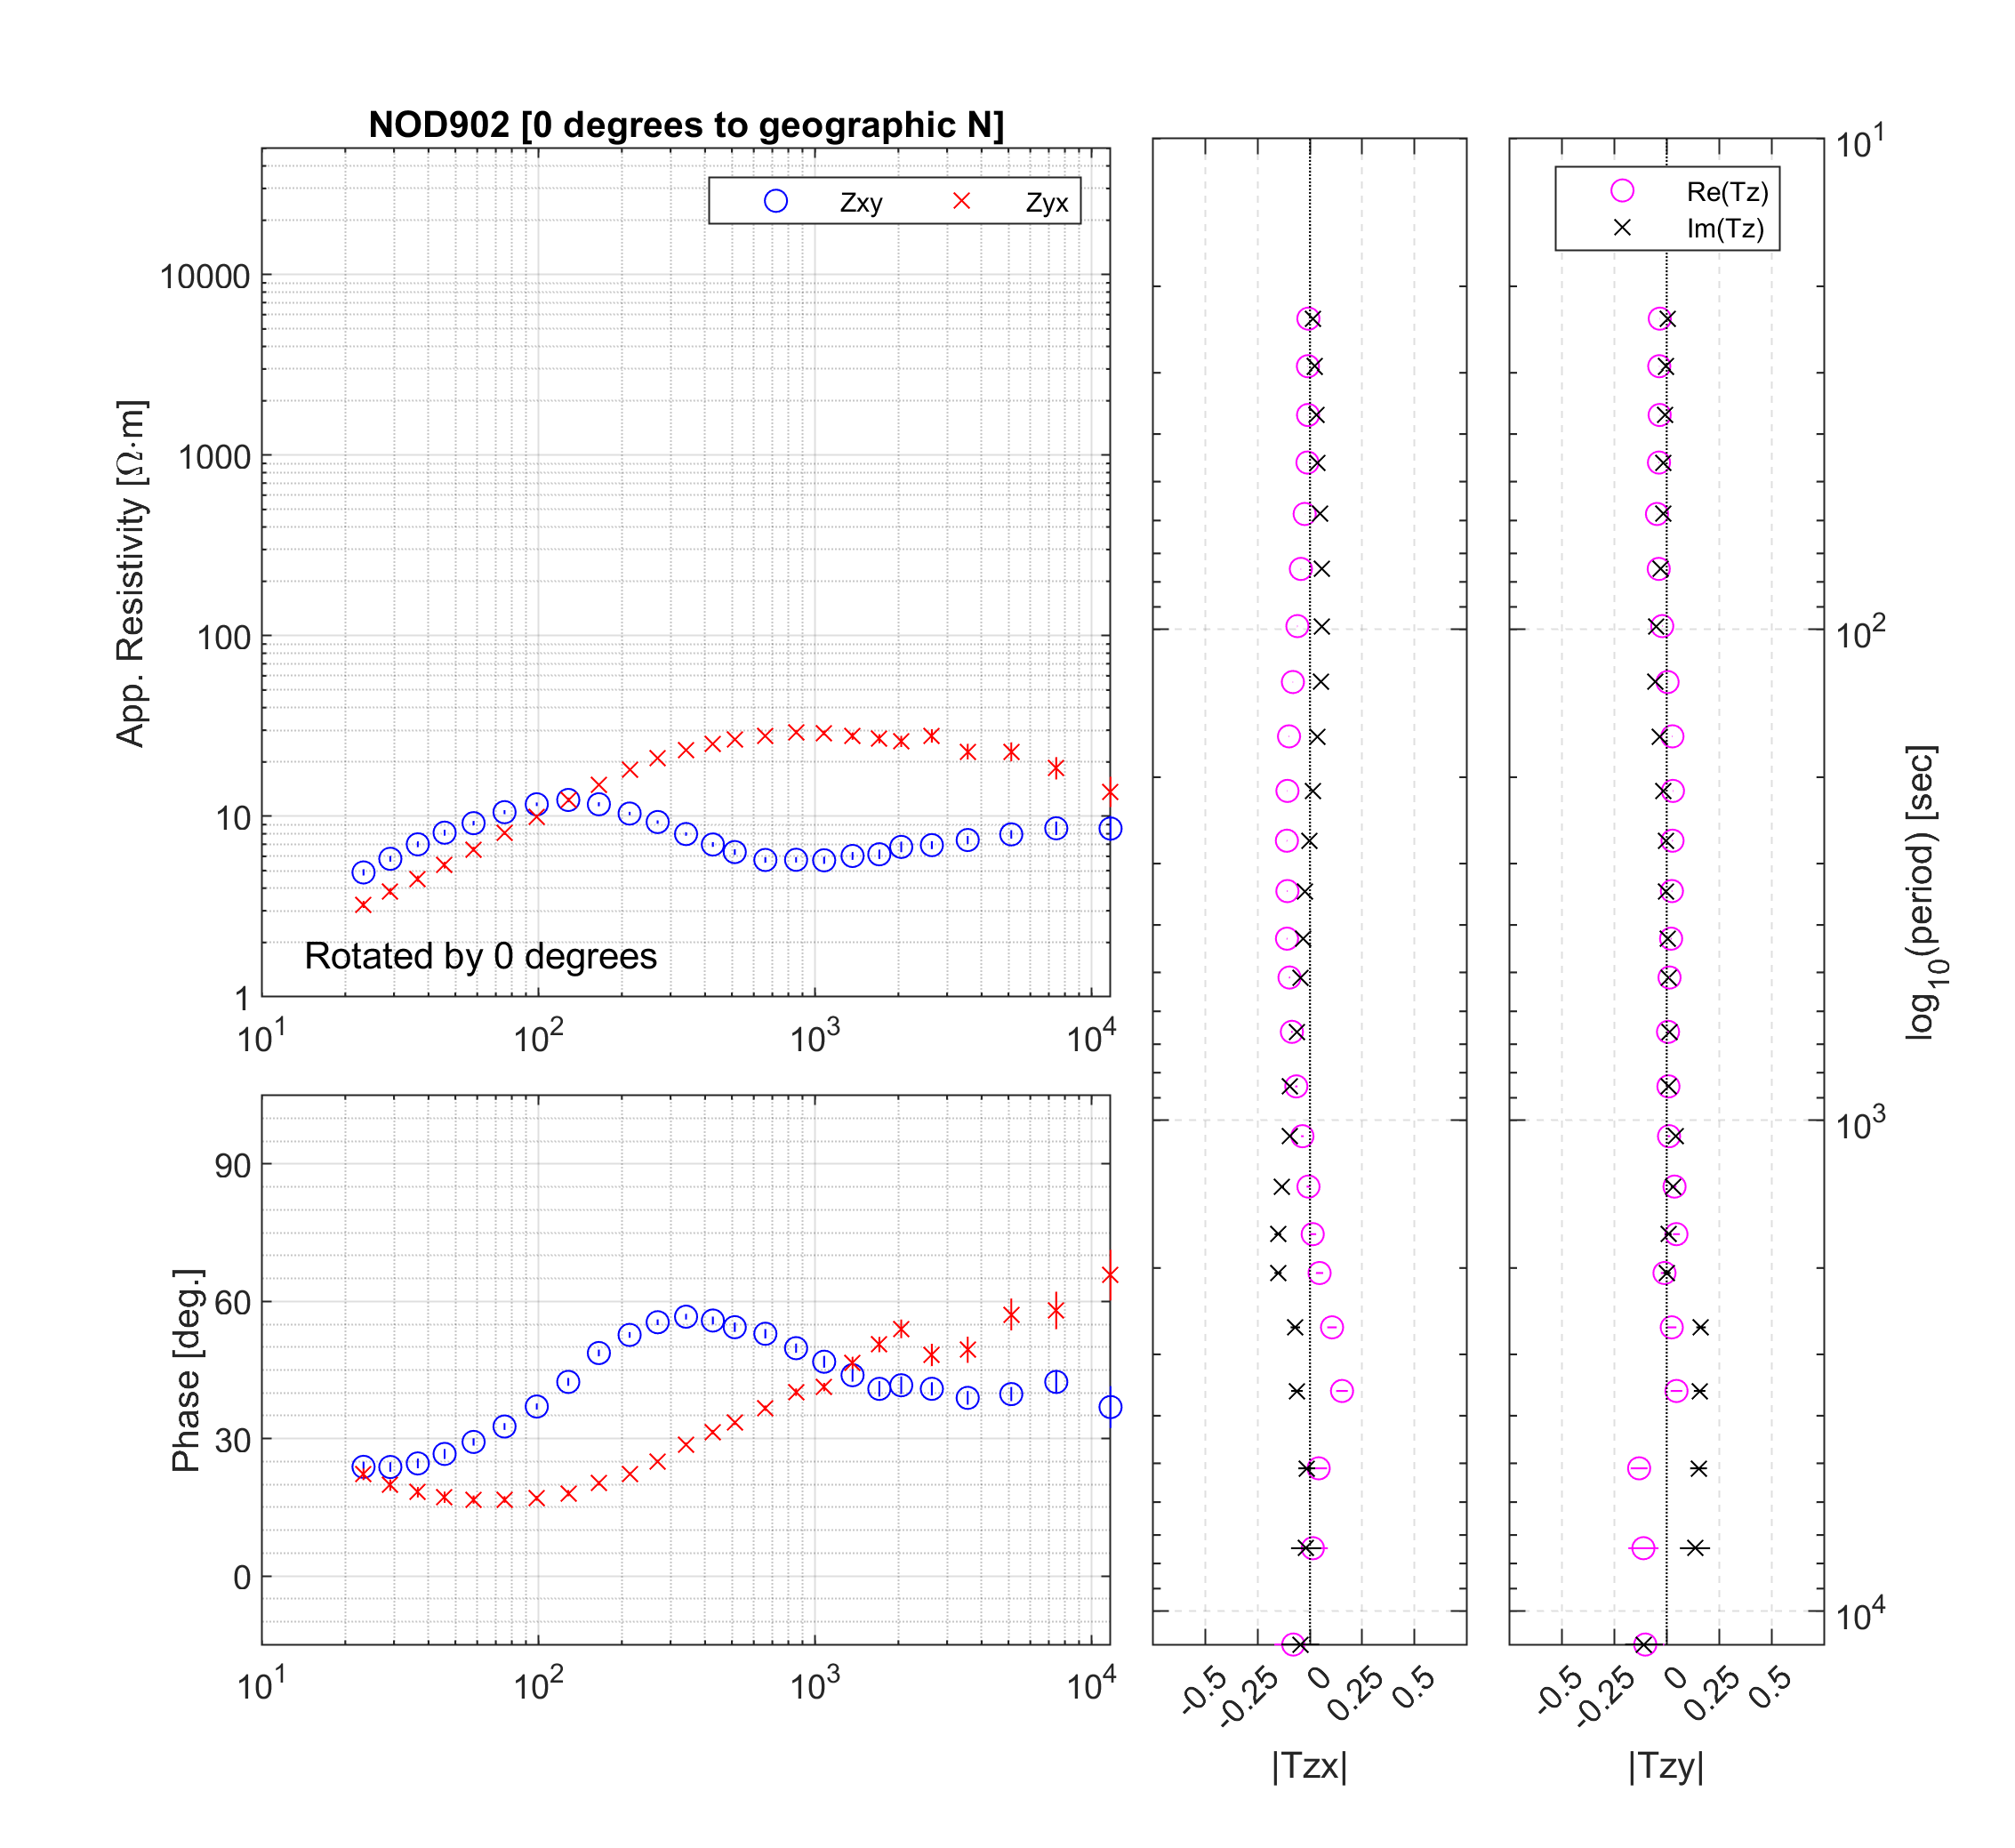 NOD902 [0 degrees to geographic N]
Zxy Zyx
App. Resistivity [Ω·m]
10000
1000
100
10
1
Rotated by 0 degrees
10^1 10^2 10^3 10^4
Phase [deg.]
90
60
30
0
10^1 10^2 10^3 10^4
-0.5 -0.25 0 0.25 0.5
|Tzx|
Re(Tz)
Im(Tz)
10^1
10^2
10^3
10^4
log_10(period) [sec]
-0.5 -0.25 0 0.25 0.5
|Tzy|